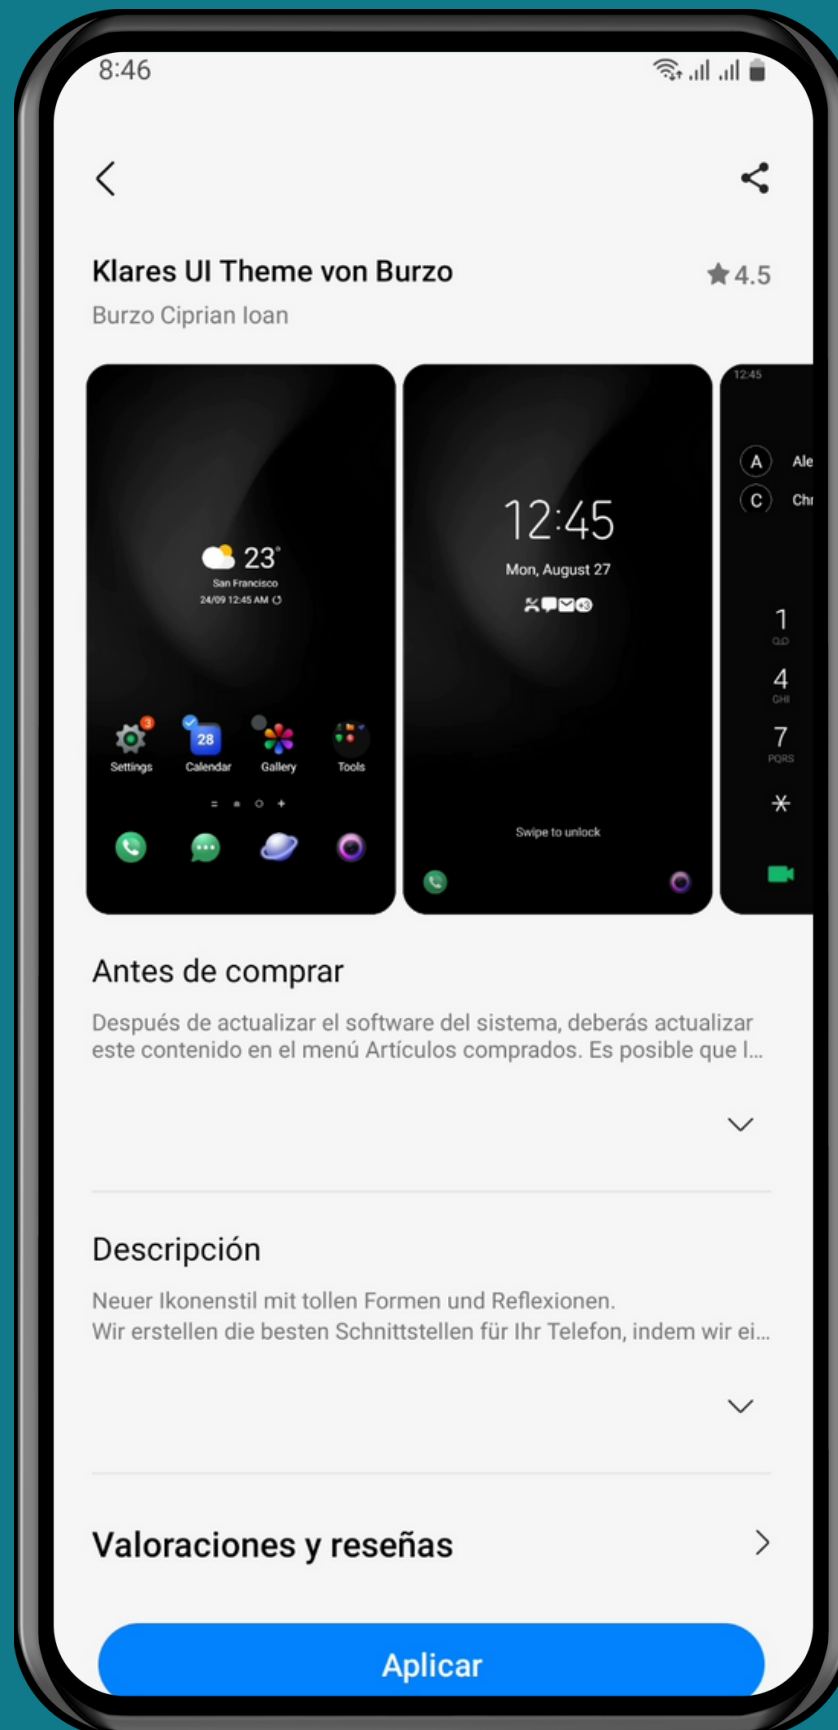 8:46
Klares UI Theme von Burzo
4.5
Burzo Ciprian Ioan
23°
San Francisco
24/09 12:45 AM
3
28
Settings
Calendar
Gallery
Tools
12:45
Mon, August 27
+3
Swipe to unlock
12:45
A Ale
C Chr
1
4
GHI
7
PQRS
Antes de comprar
Después de actualizar el software del sistema, deberás actualizar
este contenido en el menú Artículos comprados. Es posible que l...
Descripción
Neuer Ikonenstil mit tollen Formen und Reflexionen.
Wir erstellen die besten Schnittstellen für Ihr Telefon, indem wir ei...
Valoraciones y reseñas
Aplicar